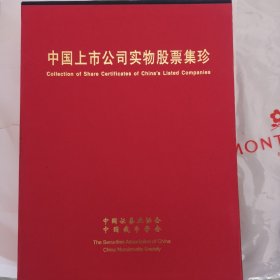 中国上市公司实物股票集珍
Collection of Share Certificates of China's Listed Companies
中国证券业协会
中国钱币学会
The Securities Association of China
China Numismatic Society
MONT